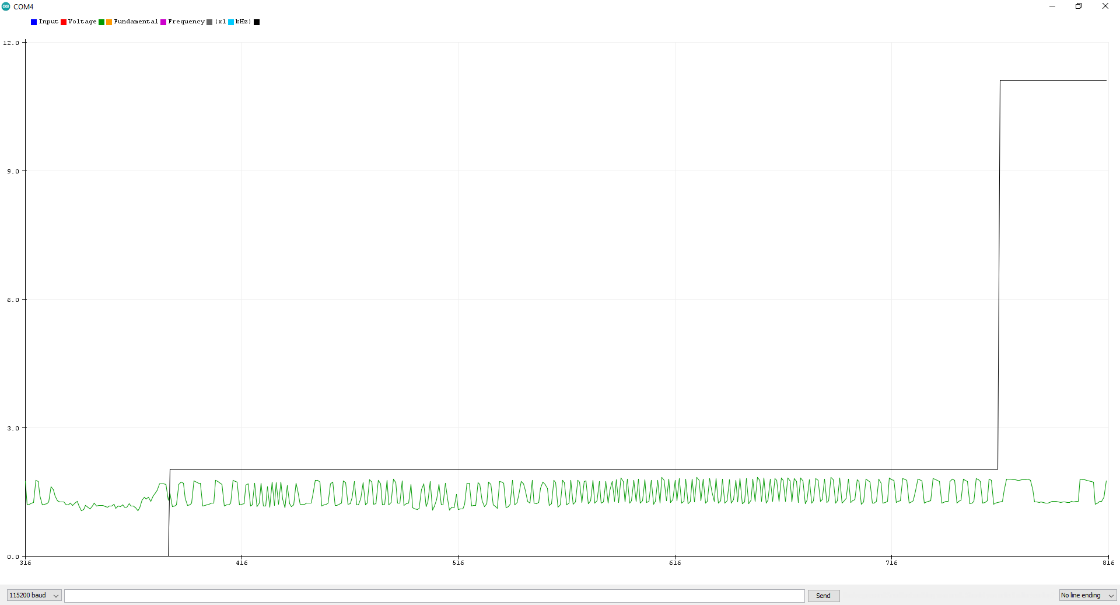 COM4
Input Voltage Fundamental Frequency |x1 kHz|
12.0
9.0
6.0
3.0
0.0
316 416 516 616 716 816
115200 baud Send No line ending